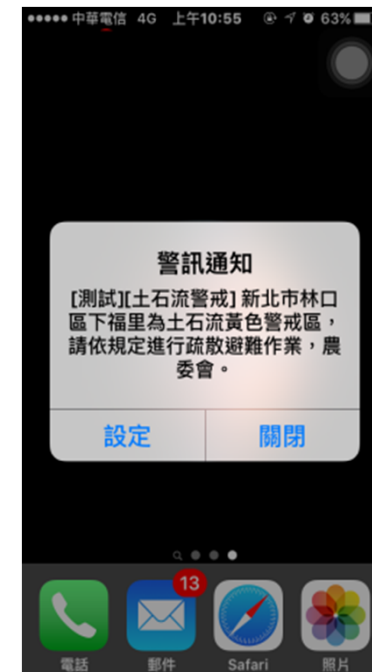 中華電信 4G 上午10:55 63%
警訊通知
[測試][土石流警戒] 新北市林口
區下福里為土石流黃色警戒區，
請依規定進行疏散避難作業，農
委會。
設定 關閉
13
電話 郵件 Safari 照片